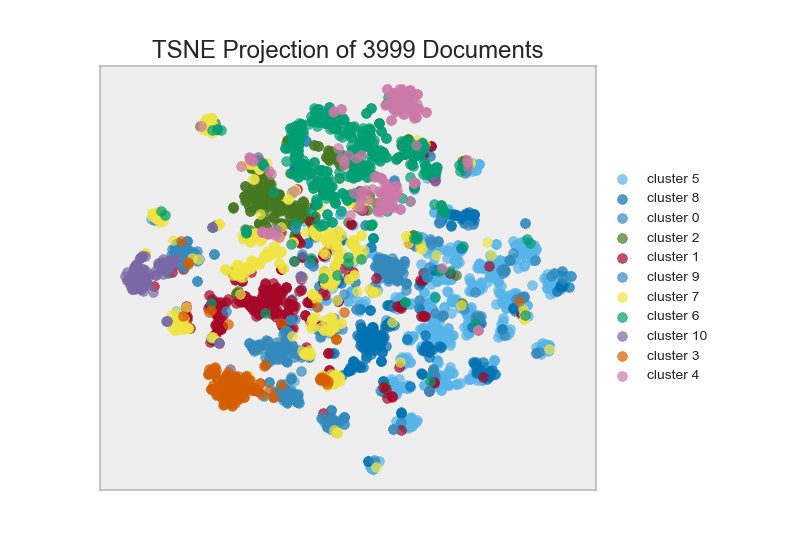 TSNE Projection of 3999 Documents
cluster 5
cluster 8
cluster 0
cluster 2
cluster 1
cluster 9
cluster 7
cluster 6
cluster 10
cluster 3
cluster 4